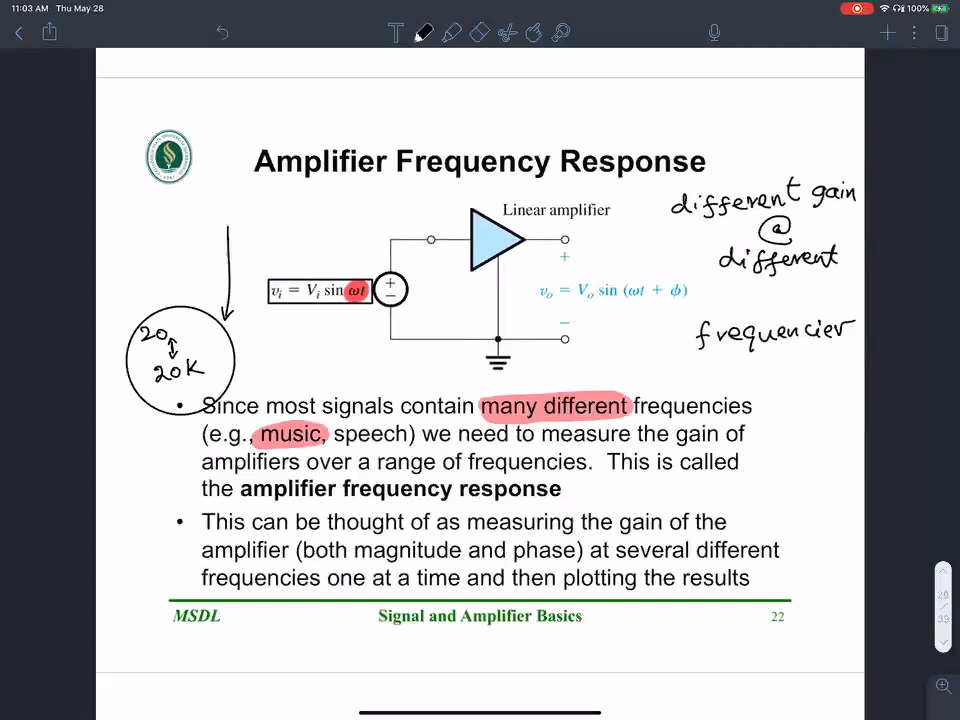 11:03 AM Thu May 28
100%
Amplifier Frequency Response
Linear amplifier
different gain
@
different
frequencier
+
−
vᵢ = Vᵢ sin ωt
+
vₒ = Vₒ sin (ωt + ϕ)
−
20
20K
• Since most signals contain many different frequencies
(e.g., music, speech) we need to measure the gain of
amplifiers over a range of frequencies. This is called
the amplifier frequency response
• This can be thought of as measuring the gain of the
amplifier (both magnitude and phase) at several different
frequencies one at a time and then plotting the results
MSDL Signal and Amplifier Basics 22
/
39